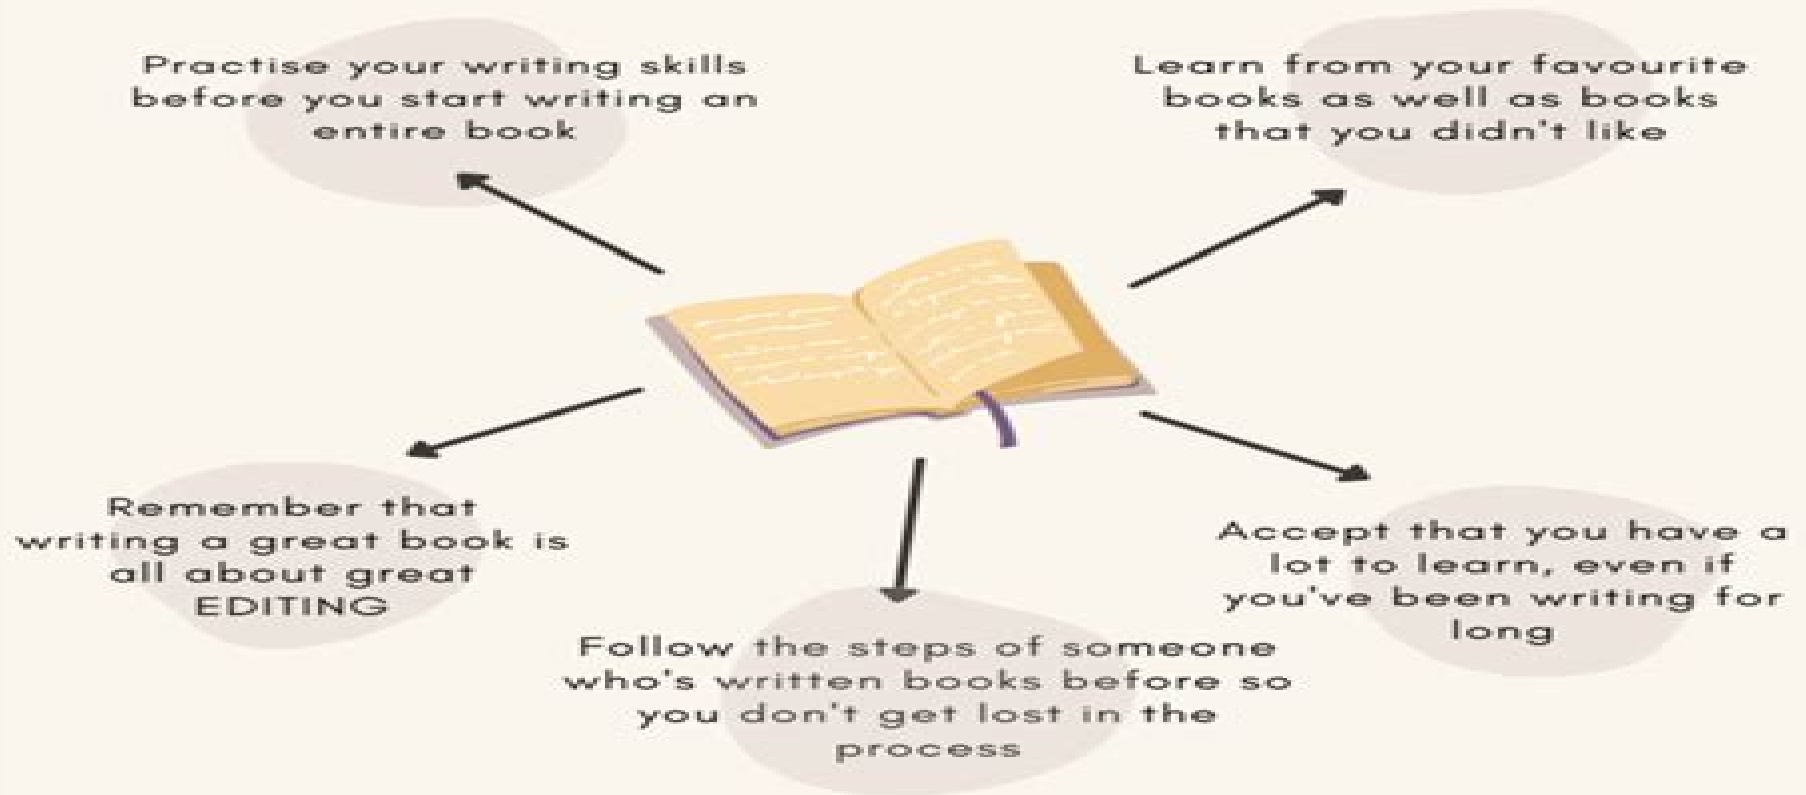 Practise your writing skills
before you start writing an
entire book
Learn from your favourite
books as well as books
that you didn't like
Remember that
writing a great book is
all about great
EDITING
Follow the steps of someone
who's written books before so
you don't get lost in the
process
Accept that you have a
lot to learn, even if
you've been writing for
long